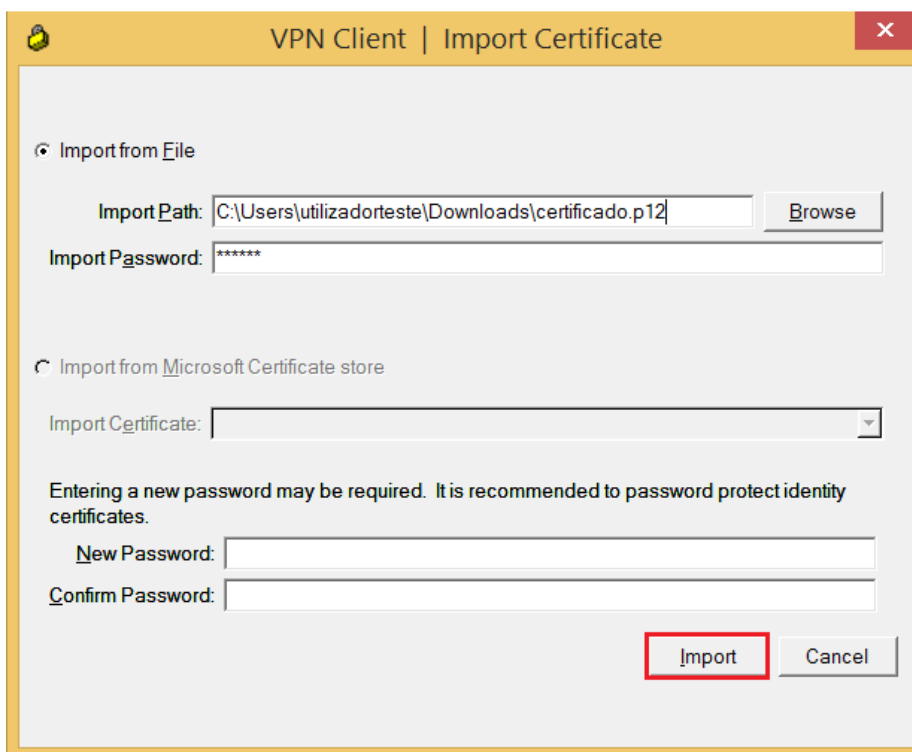 VPN Client | Import Certificate
Import from File
Import Path: C:\Users\utilizadorteste\Downloads\certificado.p12 Browse
Import Password: ******
Import from Microsoft Certificate store
Import Certificate:
Entering a new password may be required. It is recommended to password protect identity
certificates.
New Password:
Confirm Password:
Import Cancel